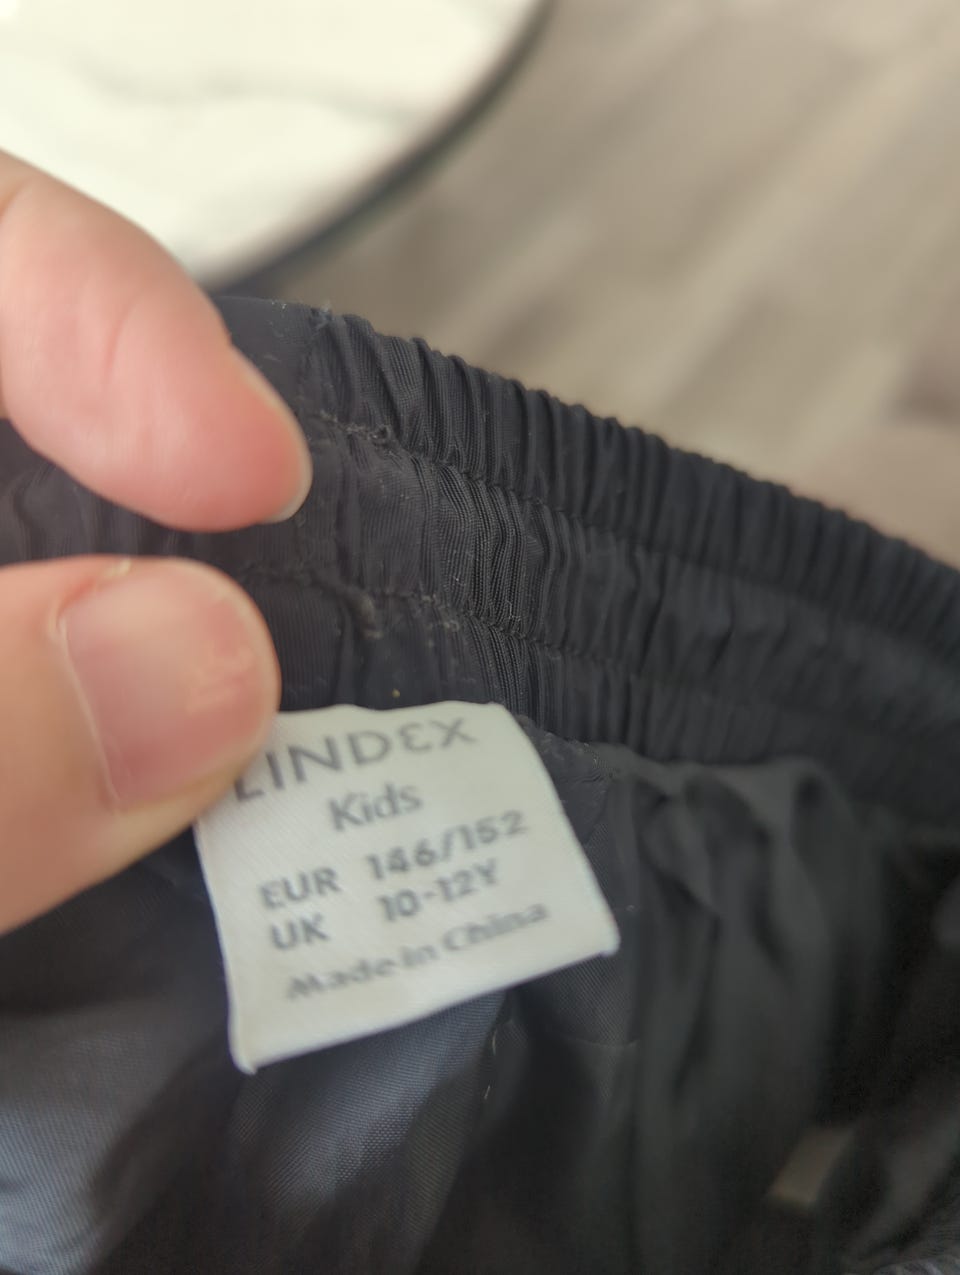 LINDEX
Kids
EUR 146/152
UK 10-12Y
Made in China